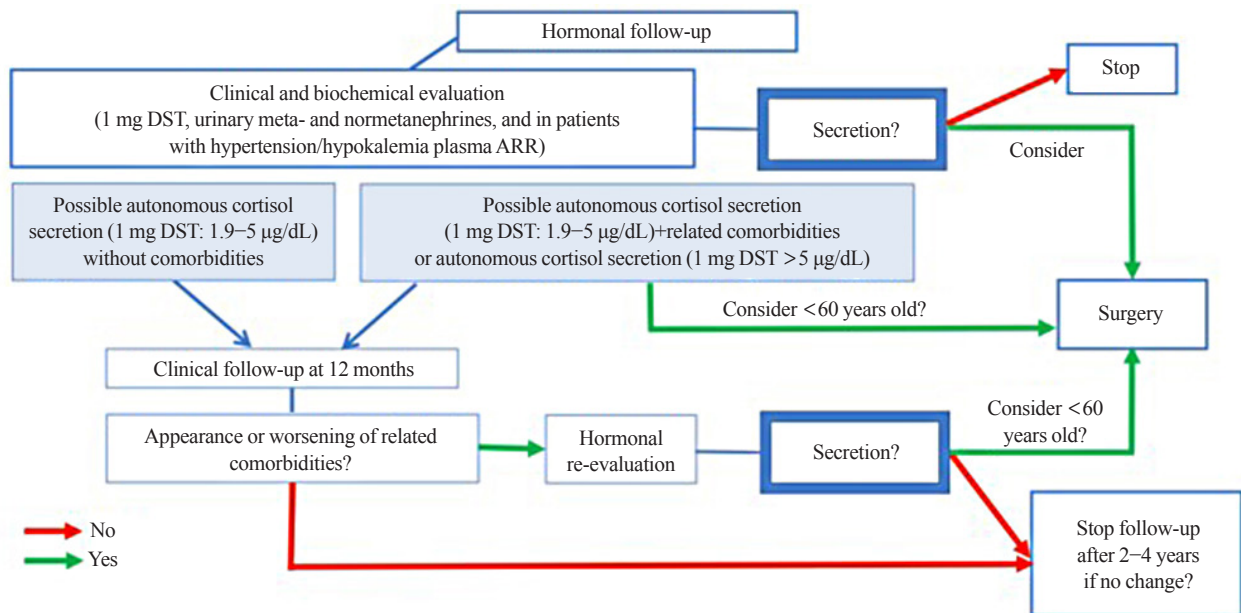 Hormonal follow-up
Clinical and biochemical evaluation
(1 mg DST, urinary meta- and normetanephrines, and in patients
with hypertension/hypokalemia plasma ARR)
Secretion?
Stop
Consider
Possible autonomous cortisol
secretion (1 mg DST: 1.9−5 μg/dL)
without comorbidities
Possible autonomous cortisol secretion
(1 mg DST: 1.9−5 μg/dL)+related comorbidities
or autonomous cortisol secretion (1 mg DST >5 μg/dL)
Consider <60 years old?
Surgery
Clinical follow-up at 12 months
Appearance or worsening of related
comorbidities?
Hormonal
re-evaluation
Secretion?
Consider <60
years old?
No
Yes
Stop follow-up
after 2−4 years
if no change?